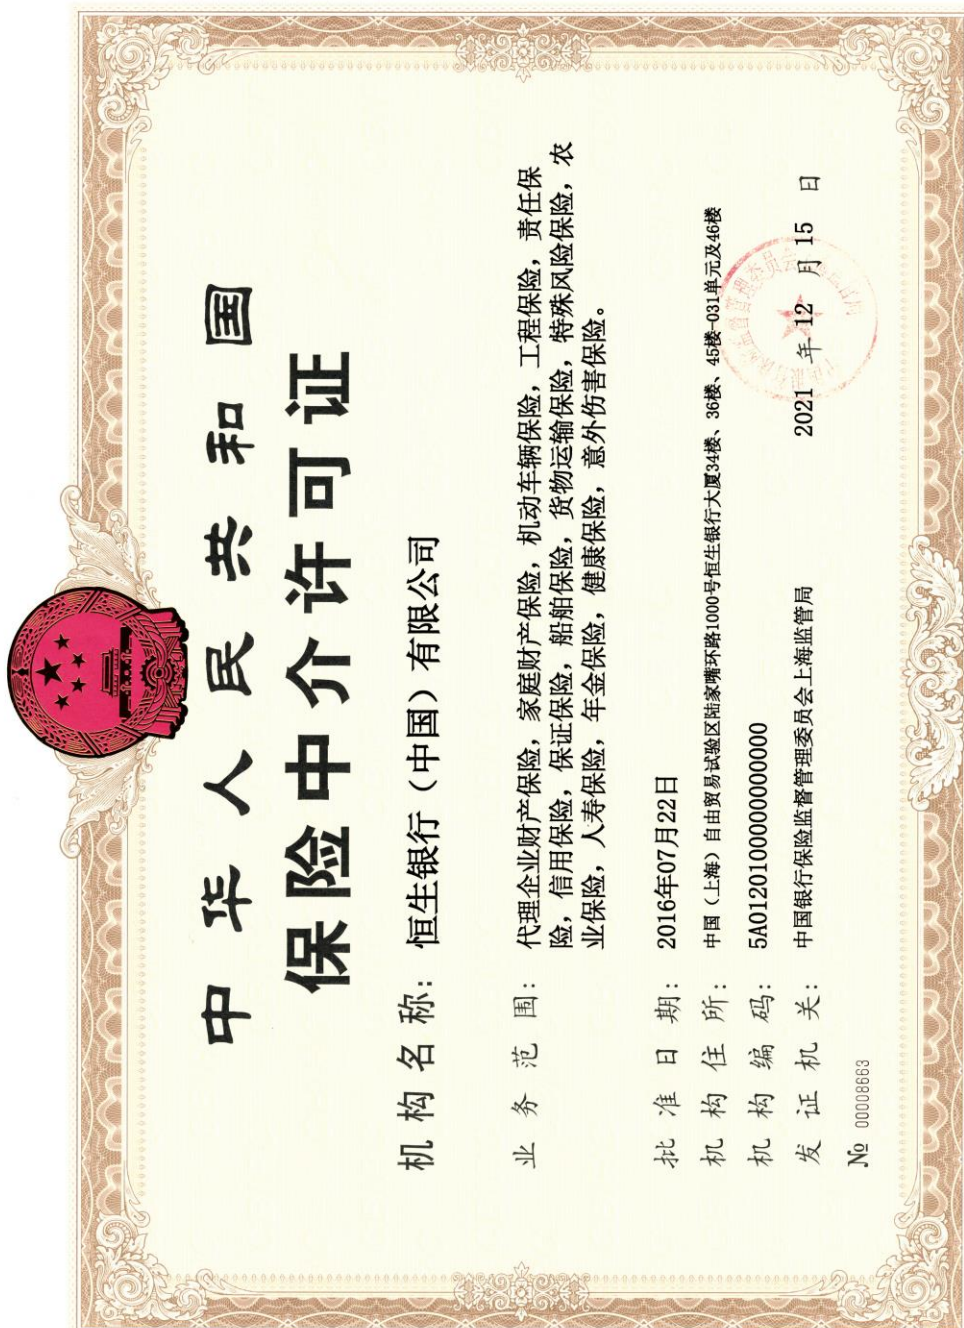 中华人民共和国
保险中介许可证
机构名称：恒生银行（中国）有限公司
业务范围：代理企业财产保险，家庭财产保险，机动车辆保险，工程保险，责任保
险，信用保险，保证保险，船舶保险，货物运输保险，特殊风险保险，农
业保险，人寿保险，年金保险，健康保险，意外伤害保险。
批准日期：2016年07月22日
机构住所：中国（上海）自由贸易试验区陆家嘴环路1000号恒生银行大厦34楼、36楼、45楼-031单元及46楼
机构编码：5A01201000000000000
发证机关：中国银行保险监督管理委员会上海监管局 2021 年 12 月 15 日
№ 00008663